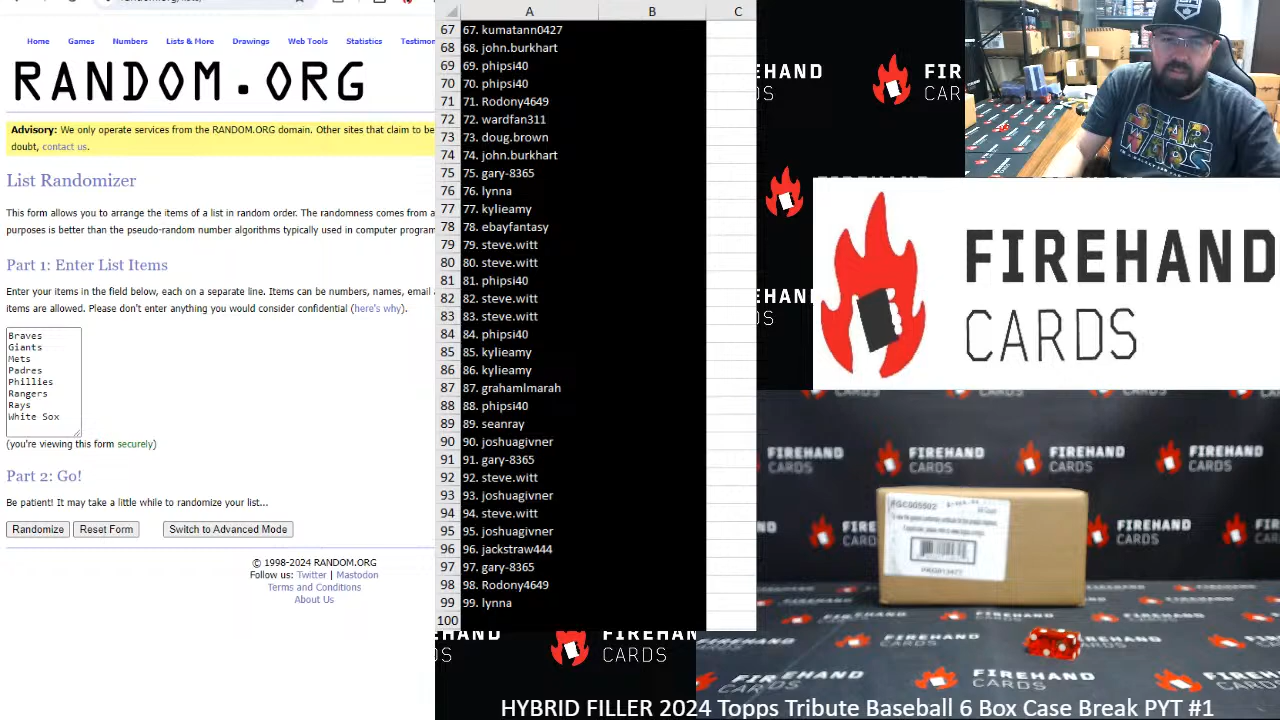 Home Games Numbers Lists & More Drawings Web Tools Statistics Testimor
RANDOM.ORG
Advisory: We only operate services from the RANDOM.ORG domain. Other sites that claim to be
doubt, contact us.
List Randomizer
This form allows you to arrange the items of a list in random order. The randomness comes from a
purposes is better than the pseudo-random number algorithms typically used in computer program
Part 1: Enter List Items
Enter your items in the field below, each on a separate line. Items can be numbers, names, email
items are allowed. Please don't enter anything you would consider confidential (here's why).
Braves
Giants
Mets
Padres
Phillies
Rangers
Rays
White Sox
(you're viewing this form securely)
Part 2: Go!
Be patient! It may take a little while to randomize your list...
Randomize Reset Form Switch to Advanced Mode
© 1998-2024 RANDOM.ORG
Follow us: Twitter | Mastodon
Terms and Conditions
About Us
A B C
67 67. kumatann0427
68 68. john.burkhart
69 69. phipsi40
70 70. phipsi40
71 71. Rodony4649
72 72. wardfan311
73 73. doug.brown
74 74. john.burkhart
75 75. gary-8365
76 76. lynna
77 77. kylieamy
78 78. ebayfantasy
79 79. steve.witt
80 80. steve.witt
81 81. phipsi40
82 82. steve.witt
83 83. steve.witt
84 84. phipsi40
85 85. kylieamy
86 86. kylieamy
87 87. grahamlmarah
88 88. phipsi40
89 89. seanray
90 90. joshuagivner
91 91. gary-8365
92 92. steve.witt
93 93. joshuagivner
94 94. steve.witt
95 95. joshuagivner
96 96. jackstraw444
97 97. gary-8365
98 98. Rodony4649
99 99. lynna
100
STAR
WARS
FIREHAND
CARDS
FIREHAND
CARDS
HYBRID FILLER 2024 Topps Tribute Baseball 6 Box Case Break PYT #1